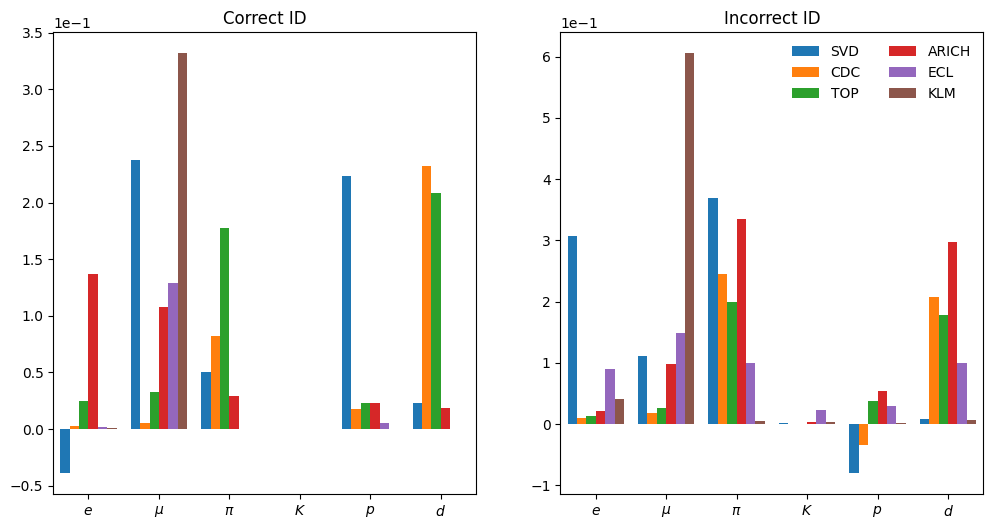 Correct ID
1e−1
3.5
3.0
2.5
2.0
1.5
1.0
0.5
0.0
−0.5
e μ π K p d
Incorrect ID
1e−1
6
5
4
3
2
1
0
−1
e μ π K p d
SVD ARICH
CDC ECL
TOP KLM